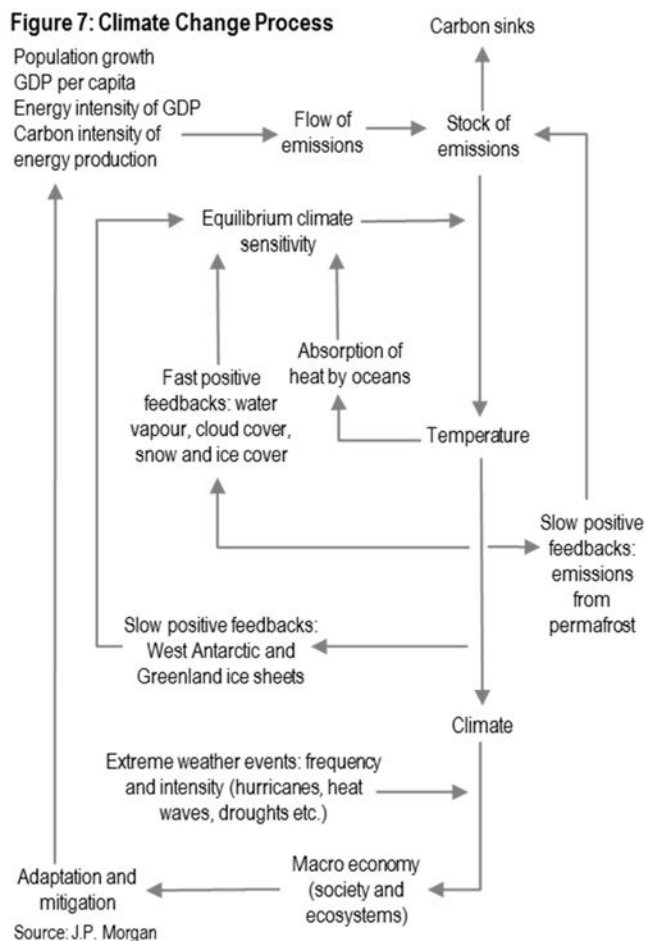 Figure 7: Climate Change Process
Carbon sinks
Population growth
GDP per capita
Energy intensity of GDP
Carbon intensity of
energy production
Flow of
emissions
Stock of
emissions
Equilibrium climate
sensitivity
Absorption of
heat by oceans
Fast positive
feedbacks: water
vapour, cloud cover,
snow and ice cover
Temperature
Slow positive
feedbacks:
emissions
from
permafrost
Slow positive feedbacks:
West Antarctic and
Greenland ice sheets
Climate
Extreme weather events: frequency
and intensity (hurricanes, heat
waves, droughts etc.)
Macro economy
(society and
ecosystems)
Adaptation and
mitigation
Source: J.P. Morgan